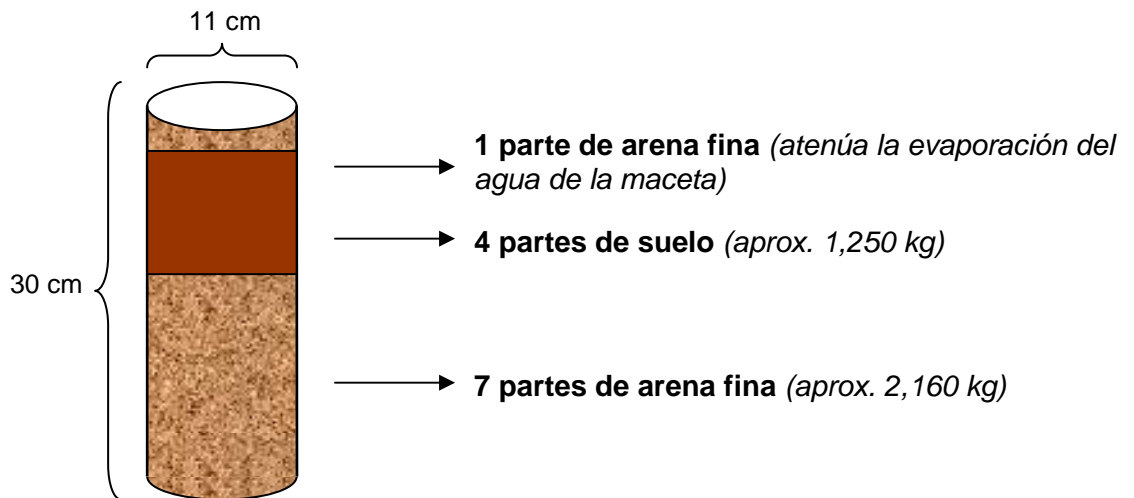 11 cm
1 parte de arena fina (atenúa la evaporación del
agua de la maceta)
4 partes de suelo (aprox. 1,250 kg)
30 cm
7 partes de arena fina (aprox. 2,160 kg)